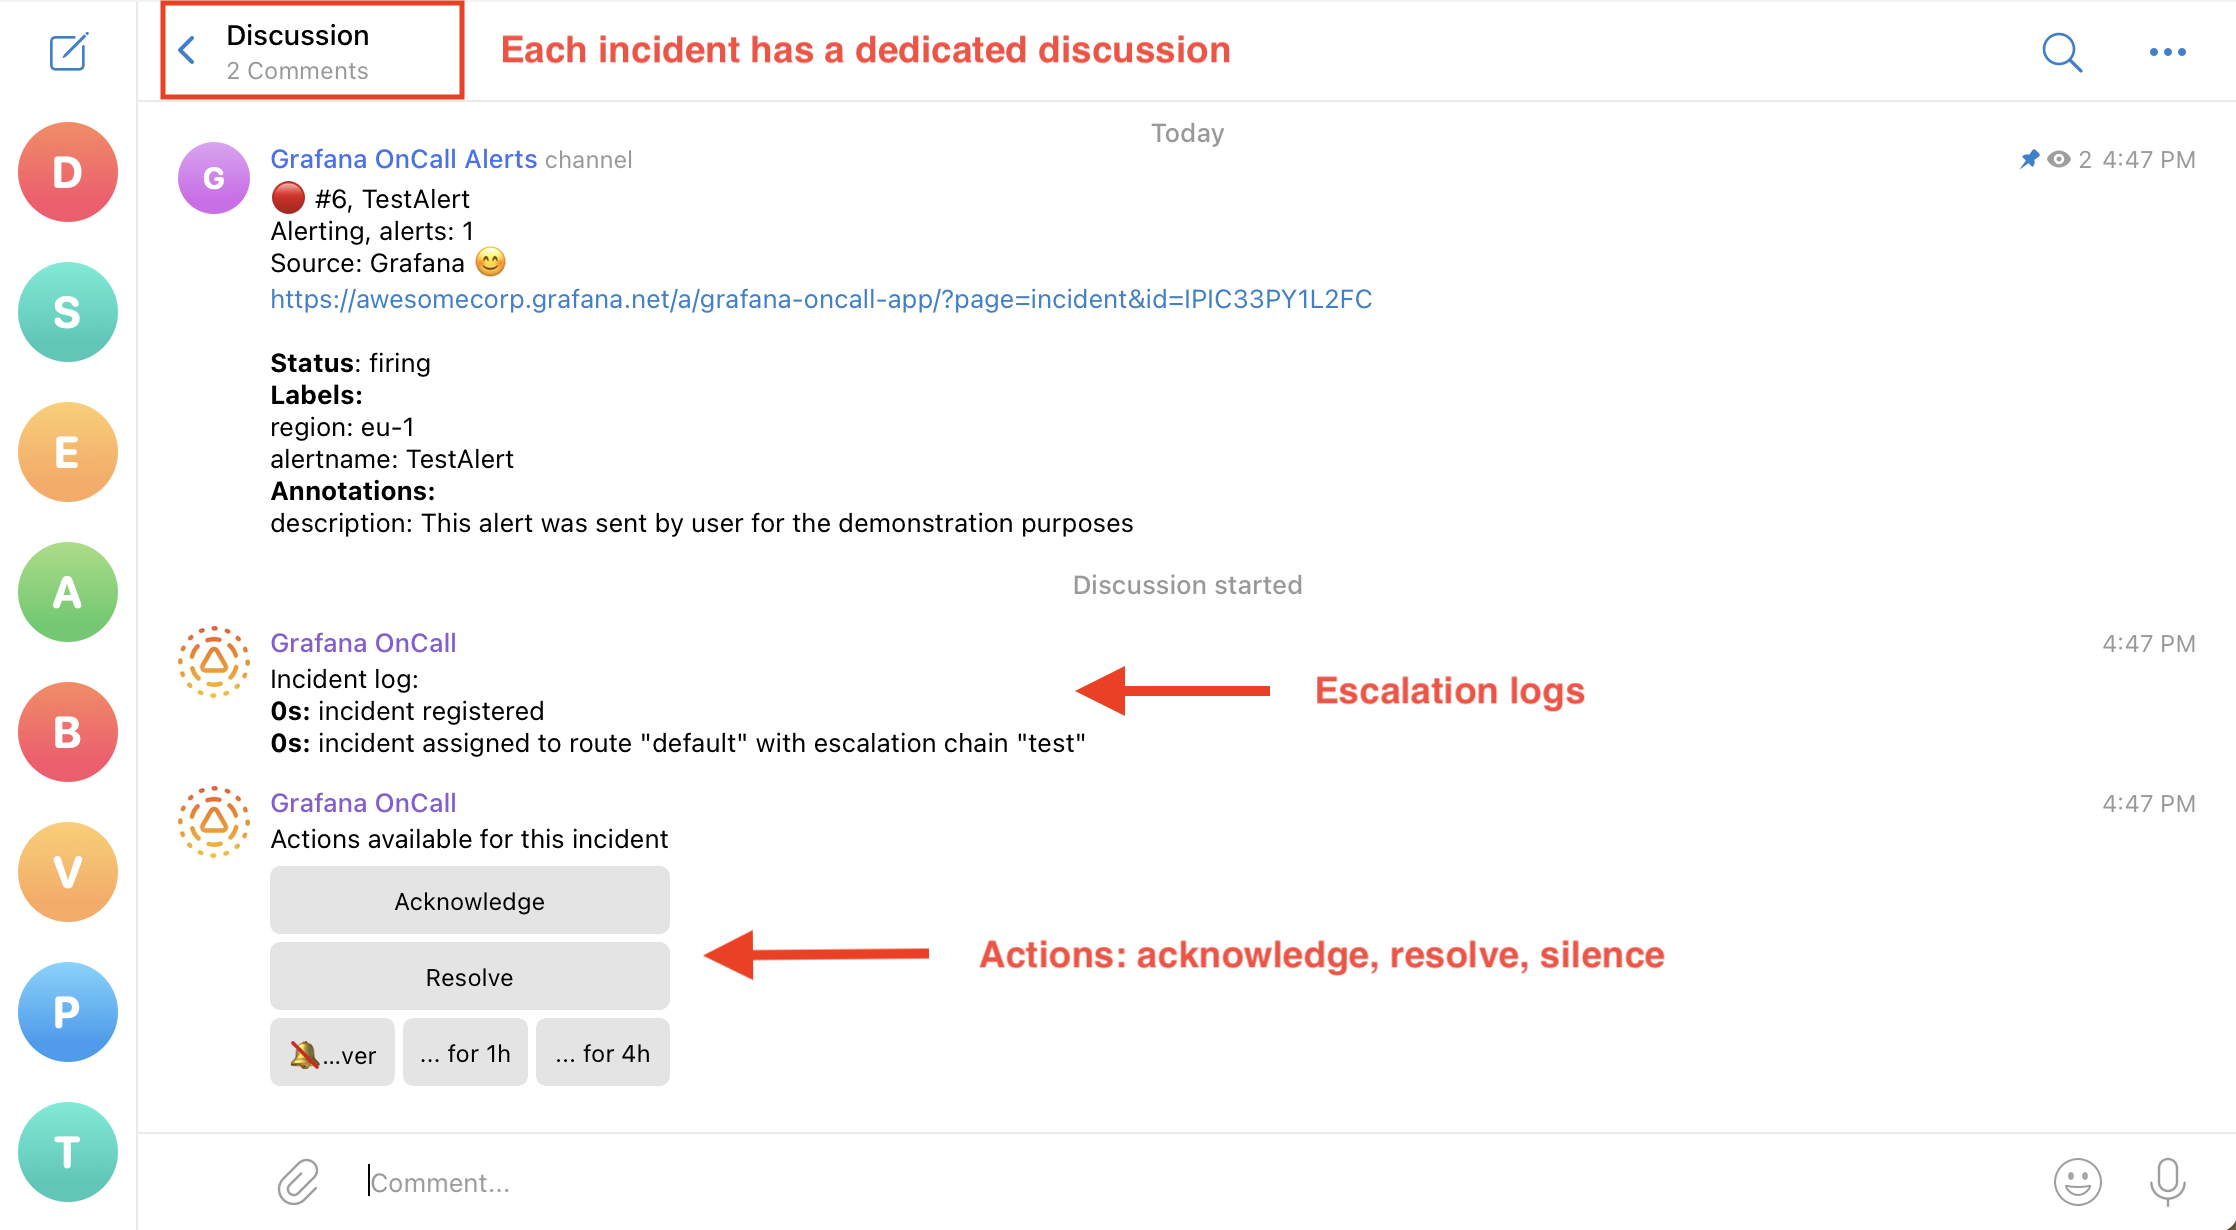 Discussion
2 Comments
Each incident has a dedicated discussion
D
S
E
A
B
V
P
T
Today
G
Grafana OnCall Alerts channel
2 4:47 PM
#6, TestAlert
Alerting, alerts: 1
Source: Grafana 😊
https://awesomecorp.grafana.net/a/grafana-oncall-app/?page=incident&id=IPIC33PY1L2FC
Status: firing
Labels:
region: eu-1
alertname: TestAlert
Annotations:
description: This alert was sent by user for the demonstration purposes
Discussion started
Grafana OnCall
4:47 PM
Incident log:
0s: incident registered
0s: incident assigned to route "default" with escalation chain "test"
Escalation logs
Grafana OnCall
4:47 PM
Actions available for this incident
Acknowledge
Resolve
...ver
... for 1h
... for 4h
Actions: acknowledge, resolve, silence
Comment...